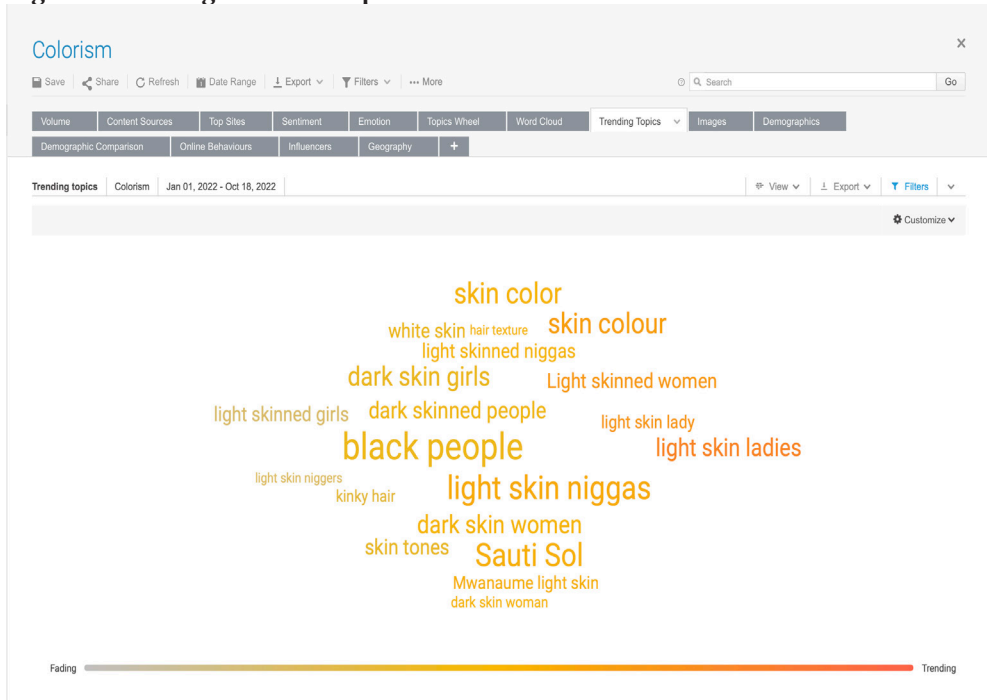 Colorism
Save Share Refresh Date Range Export Filters ••• More Search Go
Volume Content Sources Top Sites Sentiment Emotion Topics Wheel Word Cloud Trending Topics Images Demographics
Demographic Comparison Online Behaviours Influencers Geography +
Trending topics Colorism Jan 01, 2022 - Oct 18, 2022 View Export Filters
Customize
skin color
skin colour
white skin hair texture
light skinned niggas
dark skin girls
Light skinned women
light skinned girls
dark skinned people
light skin lady
black people
light skin ladies
light skin niggers
light skin niggas
kinky hair
dark skin women
skin tones
Sauti Sol
Mwanaume light skin
dark skin woman
Fading Trending